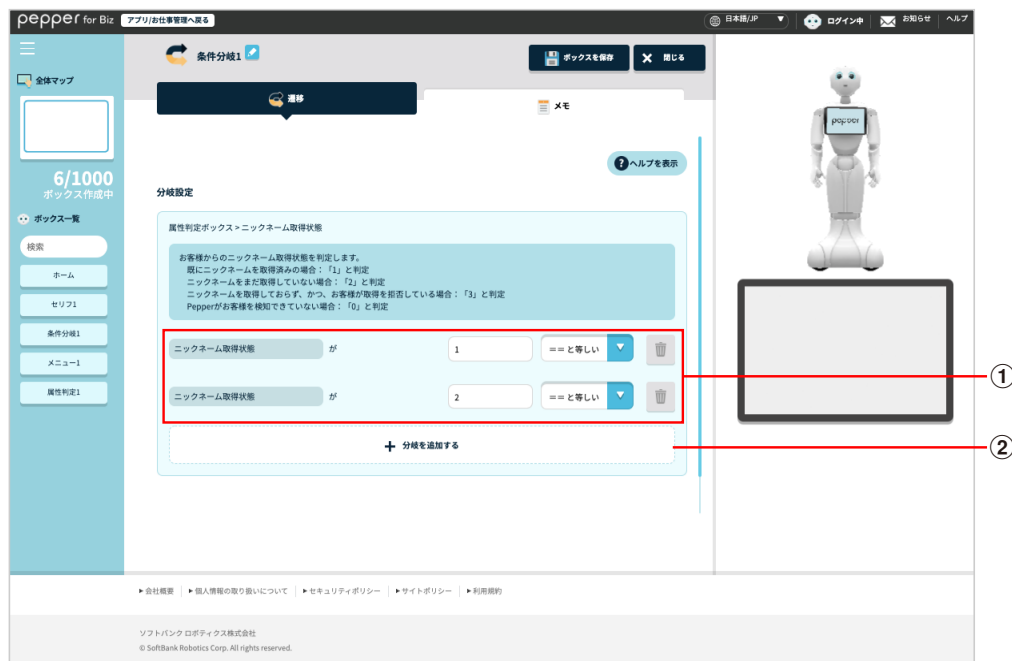 pepper for Biz アプリ/お仕事管理へ戻る 日本語/JP ▼ ログイン中 お知らせ ヘルプ
全体マップ
6/1000
ボックス作成中
ボックス一覧
検索
ホーム
セリフ1
条件分岐1
メニュー1
属性判定1
条件分岐1 ボックスを保存 × 閉じる
遷移 メモ
?ヘルプを表示
分岐設定
属性判定ボックス > ニックネーム取得状態
お客様からのニックネーム取得状態を判定します。
既にニックネームを取得済みの場合：「1」と判定
ニックネームをまだ取得していない場合：「2」と判定
ニックネームを取得しておらず、かつ、お客様が取得を拒否している場合：「3」と判定
Pepperがお客様を検知できていない場合：「0」と判定
ニックネーム取得状態 が 1 ==と等しい ▼
ニックネーム取得状態 が 2 ==と等しい ▼
+ 分岐を追加する
pepper
①
②
▶会社概要 ▶個人情報の取り扱いについて ▶セキュリティポリシー ▶サイトポリシー ▶利用規約
ソフトバンク ロボティクス株式会社
© SoftBank Robotics Corp. All rights reserved.